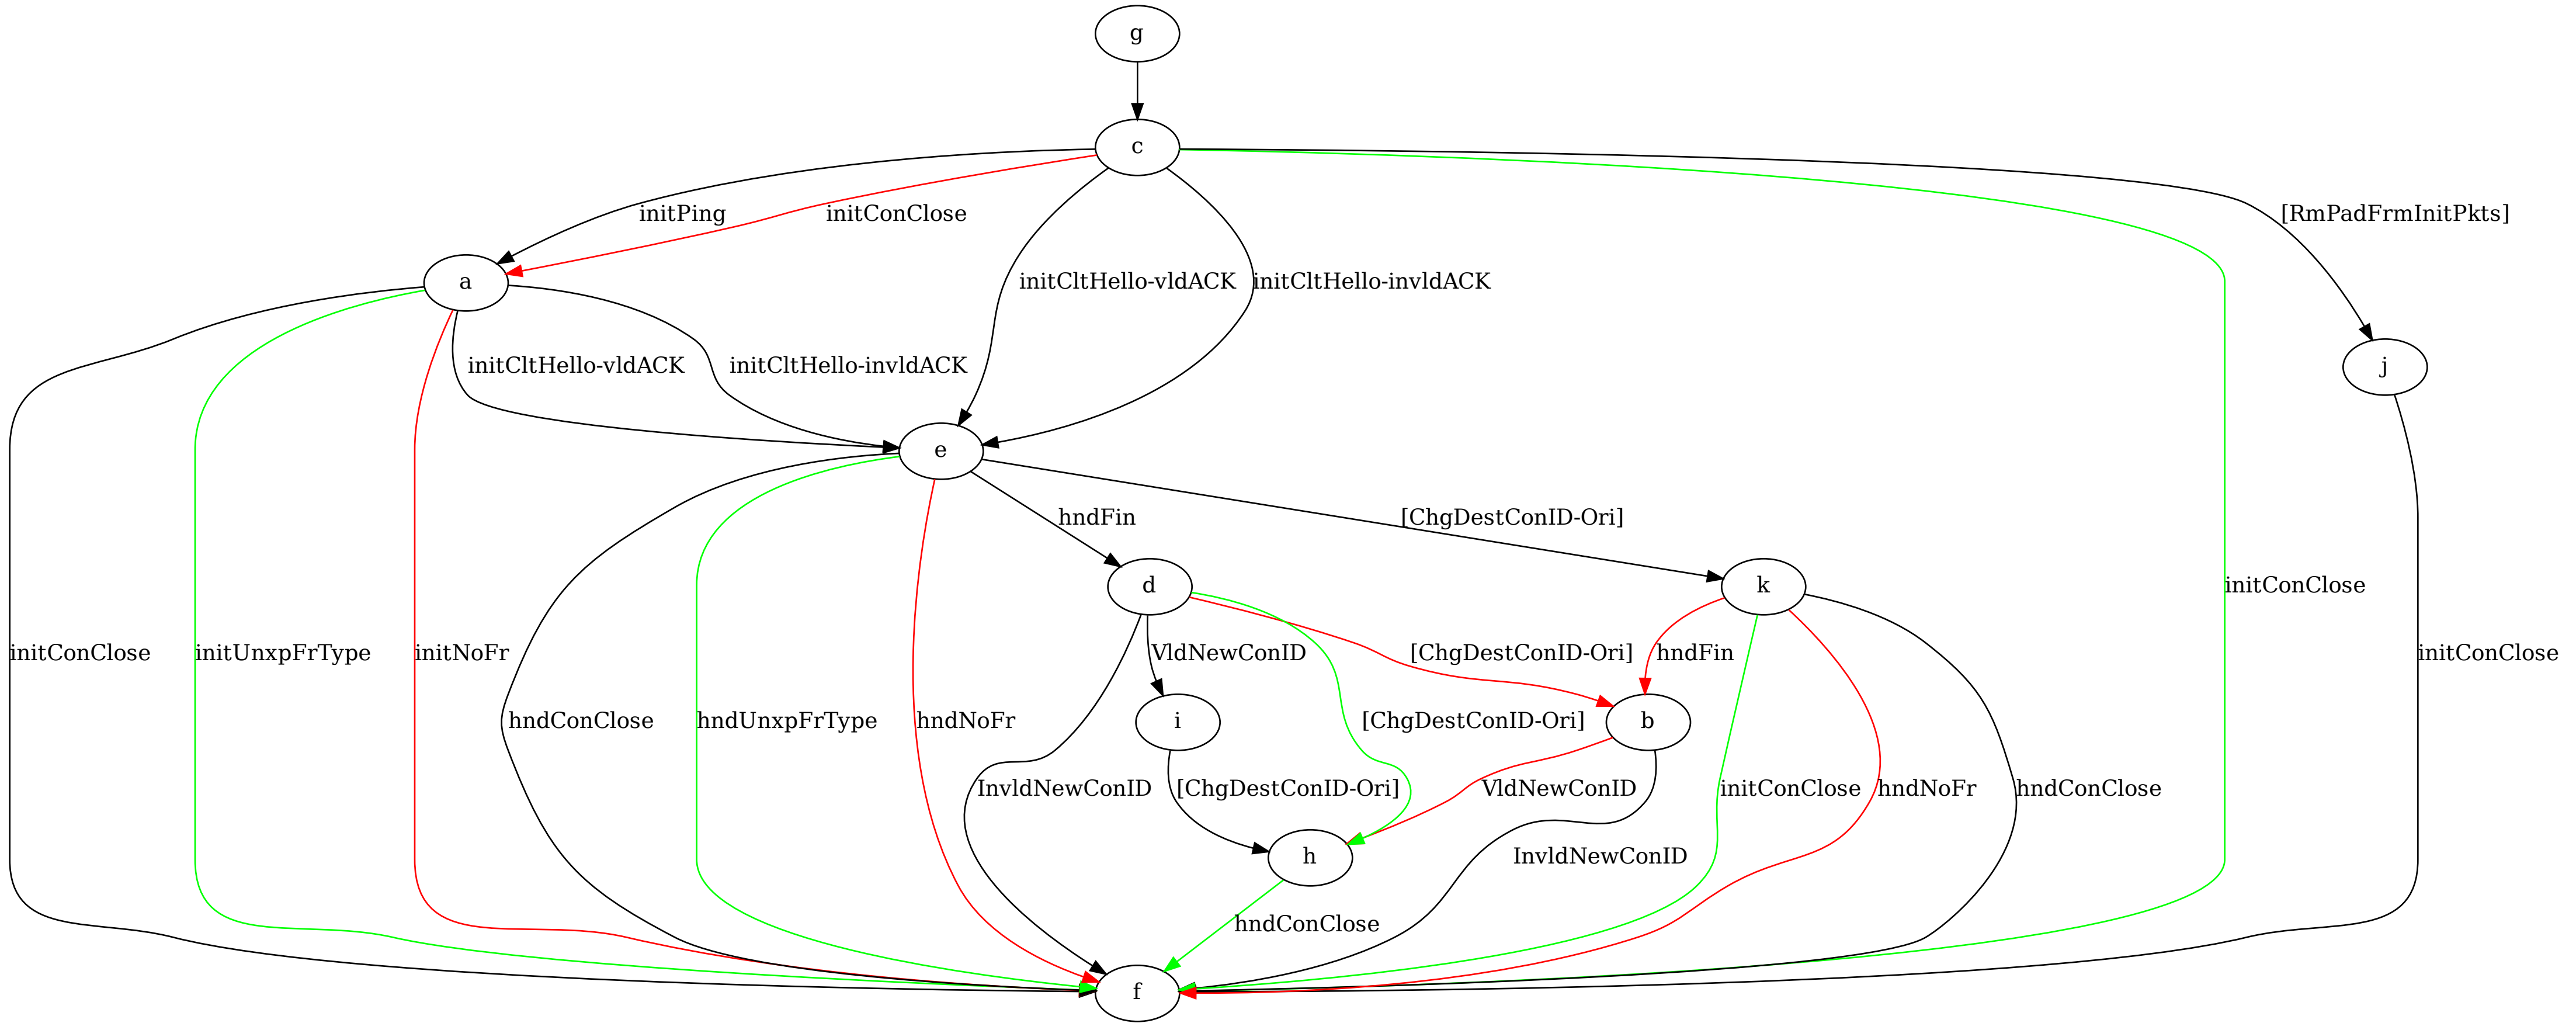 g
c
initPing
initConClose
[RmPadFrmInitPkts]
a
initCltHello-vldACK
initCltHello-invldACK
initCltHello-vldACK
initCltHello-invldACK
j
e
hndFin
[ChgDestConID-Ori]
d
k
initConClose
initConClose
initUnxpFrType
initNoFr
VldNewConID
[ChgDestConID-Ori]
hndFin
initConClose
hndConClose
hndUnxpFrType
hndNoFr
i
[ChgDestConID-Ori]
b
InvldNewConID
[ChgDestConID-Ori]
VldNewConID
initConClose
hndNoFr
hndConClose
h
InvldNewConID
hndConClose
f